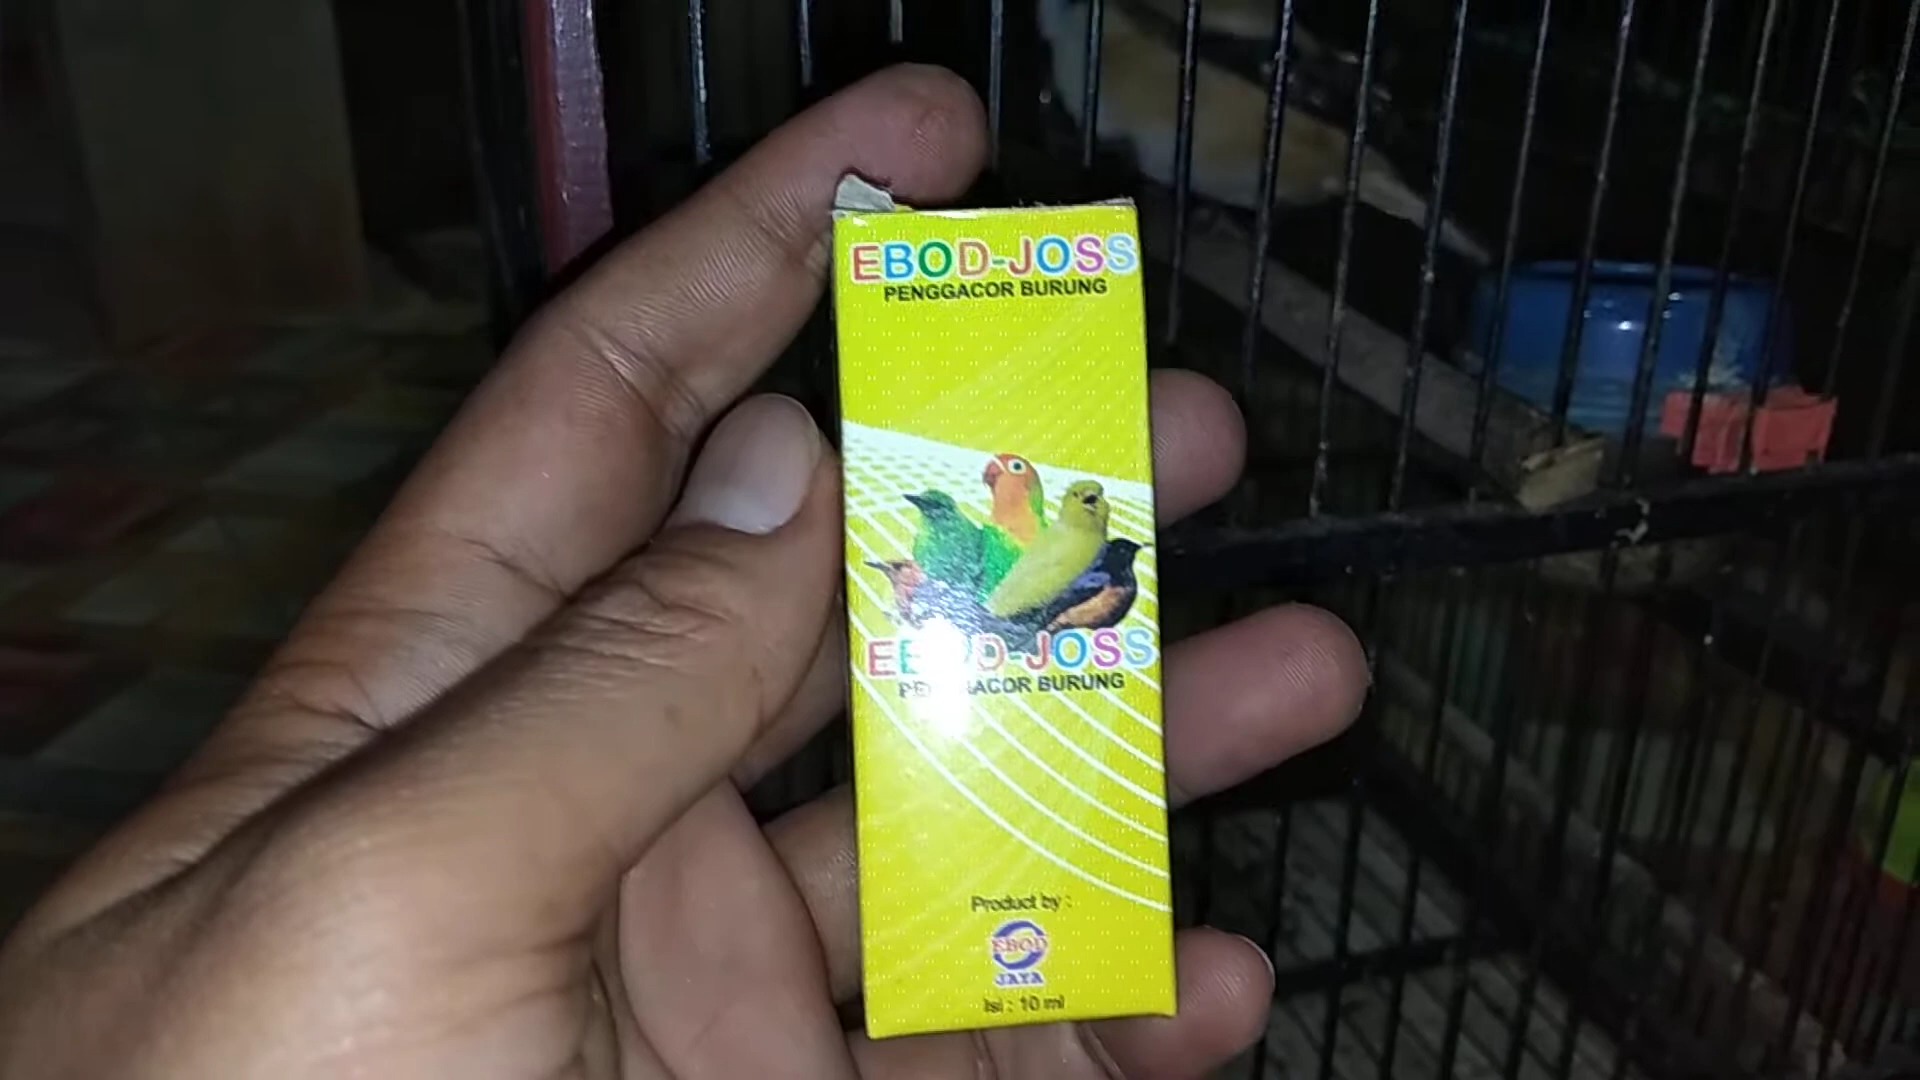 EBOD-JOSS
PENGGACOR BURUNG
EBOD-JOSS
PENGGACOR BURUNG
Product by :
EBOD
JAYA
Isi : 10 ml